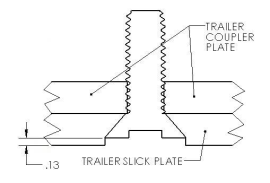 TRAILER
COUPLER
PLATE
.13
TRAILER SLICK PLATE